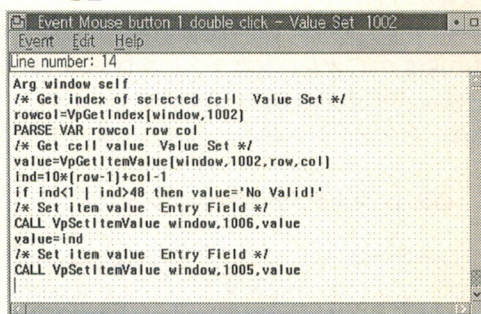 Event Mouse button 1 double click - Value Set 1002
Event Edit Help
Line number: 14
Arg window self
/* Get index of selected cell Value Set */
rowcol=VpGetIndex(window,1002)
PARSE VAR rowcol row col
/* Get cell value Value Set */
value=VpGetItemValue(window,1002,row,col)
ind=10*(row-1)+col-1
if ind<1 | ind>48 then value='No Valid!'
/* Set item value Entry Field */
CALL VpSetItemValue window,1006,value
value=ind
/* Set item value Entry Field */
CALL VpSetItemValue window,1005,value